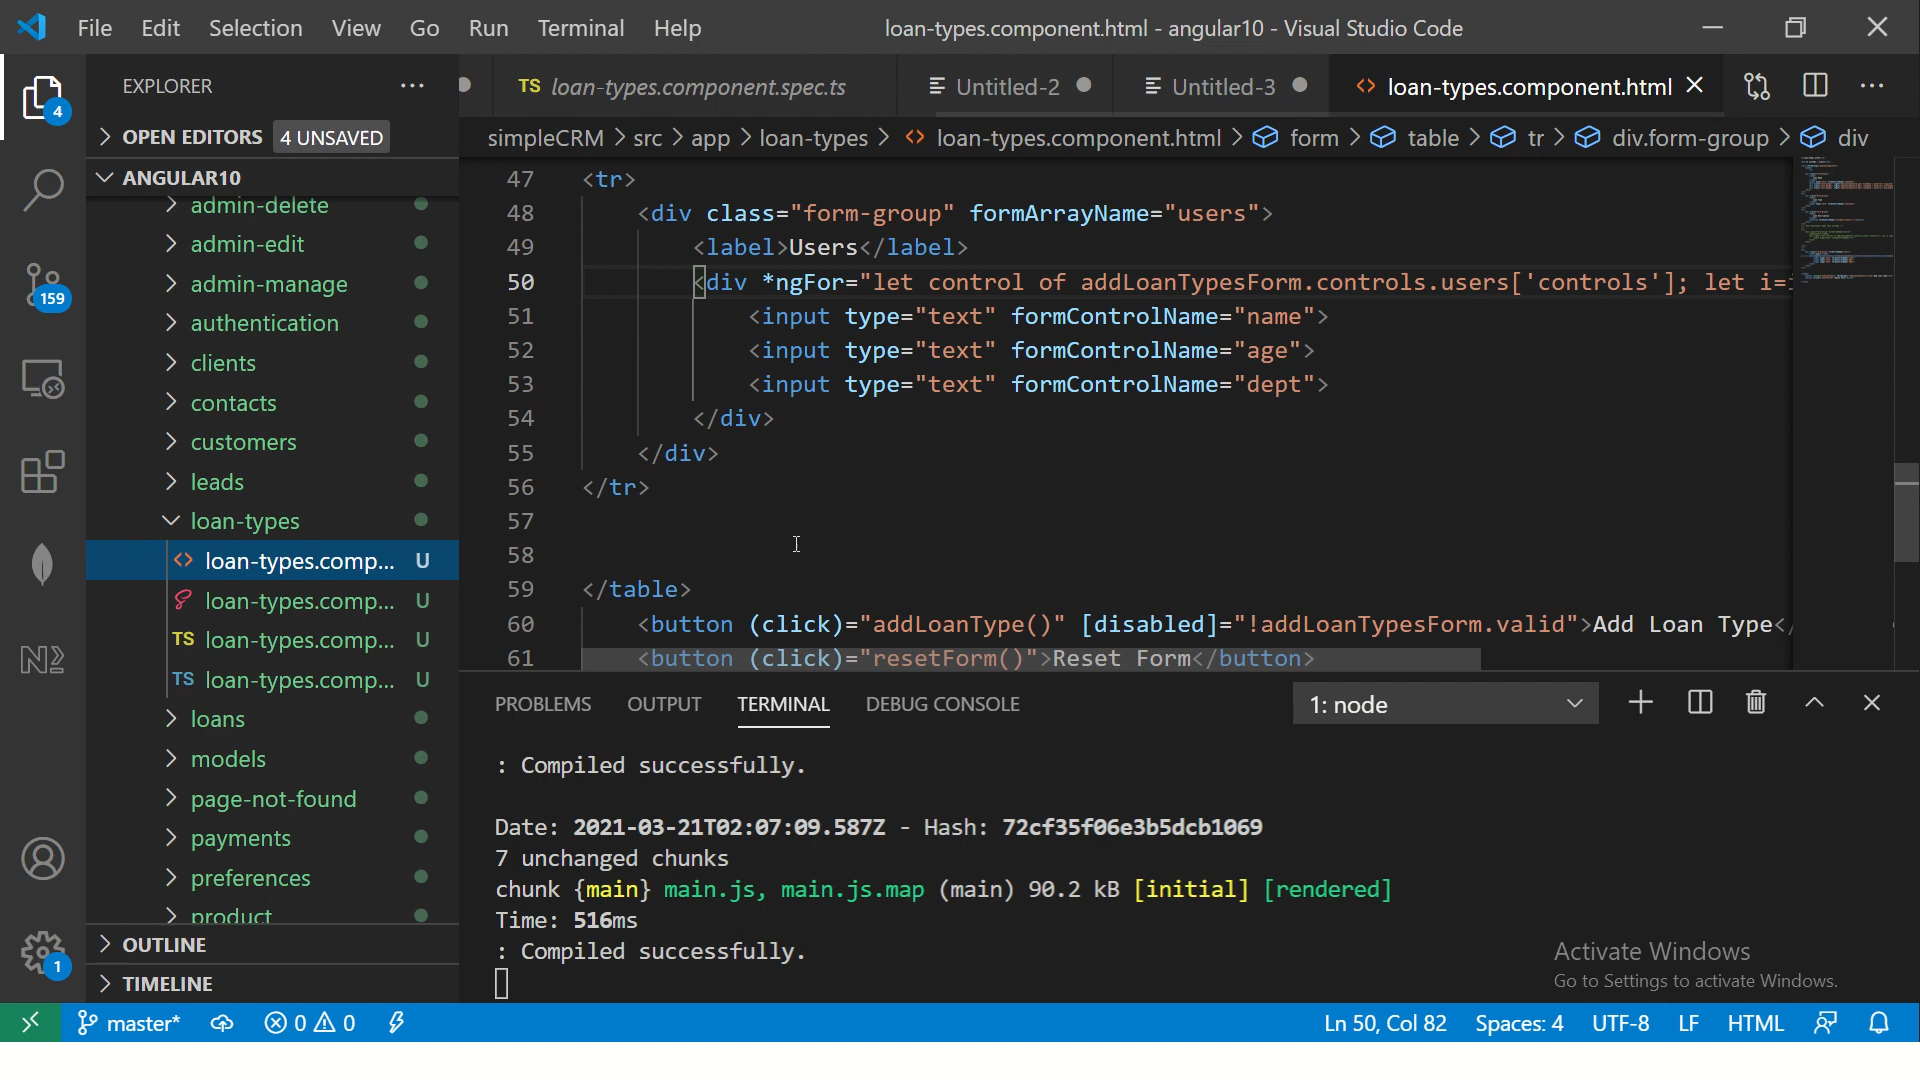 File Edit Selection View Go Run Terminal Help
loan-types.component.html - angular10 - Visual Studio Code
EXPLORER
TS loan-types.component.spec.ts
Untitled-2
Untitled-3
<> loan-types.component.html
OPEN EDITORS 4 UNSAVED
simpleCRM > src > app > loan-types > <> loan-types.component.html > form > table > tr > div.form-group > div
ANGULAR10
admin-delete
admin-edit
admin-manage
authentication
clients
contacts
customers
leads
loan-types
<> loan-types.comp... U
loan-types.comp... U
TS loan-types.comp... U
TS loan-types.comp... U
loans
models
page-not-found
payments
preferences
product
OUTLINE
TIMELINE
4
159
1
47 <tr>
48 <div class="form-group" formArrayName="users">
49 <label>Users</label>
50 <div *ngFor="let control of addLoanTypesForm.controls.users['controls']; let i=
51 <input type="text" formControlName="name">
52 <input type="text" formControlName="age">
53 <input type="text" formControlName="dept">
54 </div>
55 </div>
56 </tr>
57
58
59 </table>
60 <button (click)="addLoanType()" [disabled]="!addLoanTypesForm.valid">Add Loan Type<
61 <button (click)="resetForm()">Reset Form</button>
PROBLEMS OUTPUT TERMINAL DEBUG CONSOLE
1: node
: Compiled successfully.
Date: 2021-03-21T02:07:09.587Z - Hash: 72cf35f06e3b5dcb1069
7 unchanged chunks
chunk {main} main.js, main.js.map (main) 90.2 kB [initial] [rendered]
Time: 516ms
: Compiled successfully.
Activate Windows
Go to Settings to activate Windows.
master* 0 0
Ln 50, Col 82 Spaces: 4 UTF-8 LF HTML